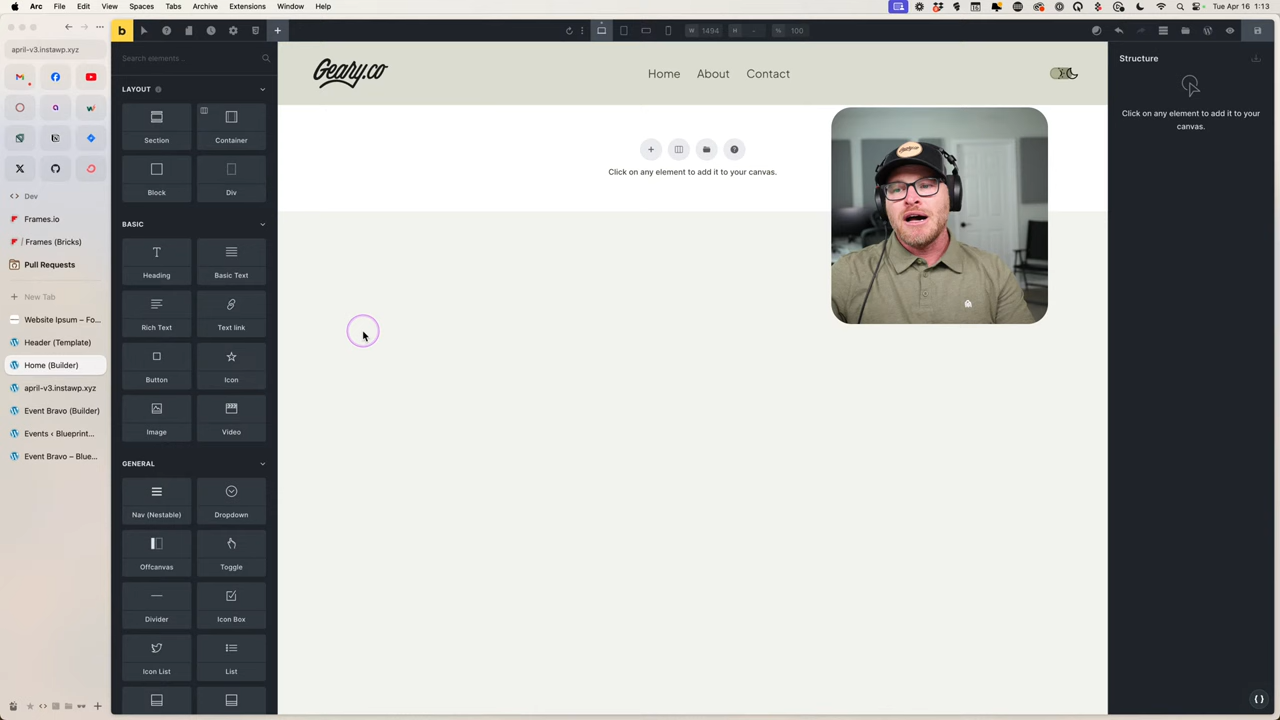 Arc File Edit View Spaces Tabs Archive Extensions Window Help
Tue Apr 16 1:13
april-v3.instawp.xyz
Dev
Frames.io
/ Frames (Bricks)
Pull Requests
New Tab
Website Ipsum – Fo...
Header (Template)
Home (Builder)
april-v3.instawp.xyz
Event Bravo (Builder)
Events ‹ Blueprint...
Event Bravo – Blue...
b
W 1494 H - % 100
Search elements...
LAYOUT
Section Container
Block Div
BASIC
Heading Basic Text
Rich Text Text link
Button Icon
Image Video
GENERAL
Nav (Nestable) Dropdown
Offcanvas Toggle
Divider Icon Box
Icon List List
Geary.co
Home About Contact
Click on any element to add it to your canvas.
Structure
Click on any element to add it to your
canvas.